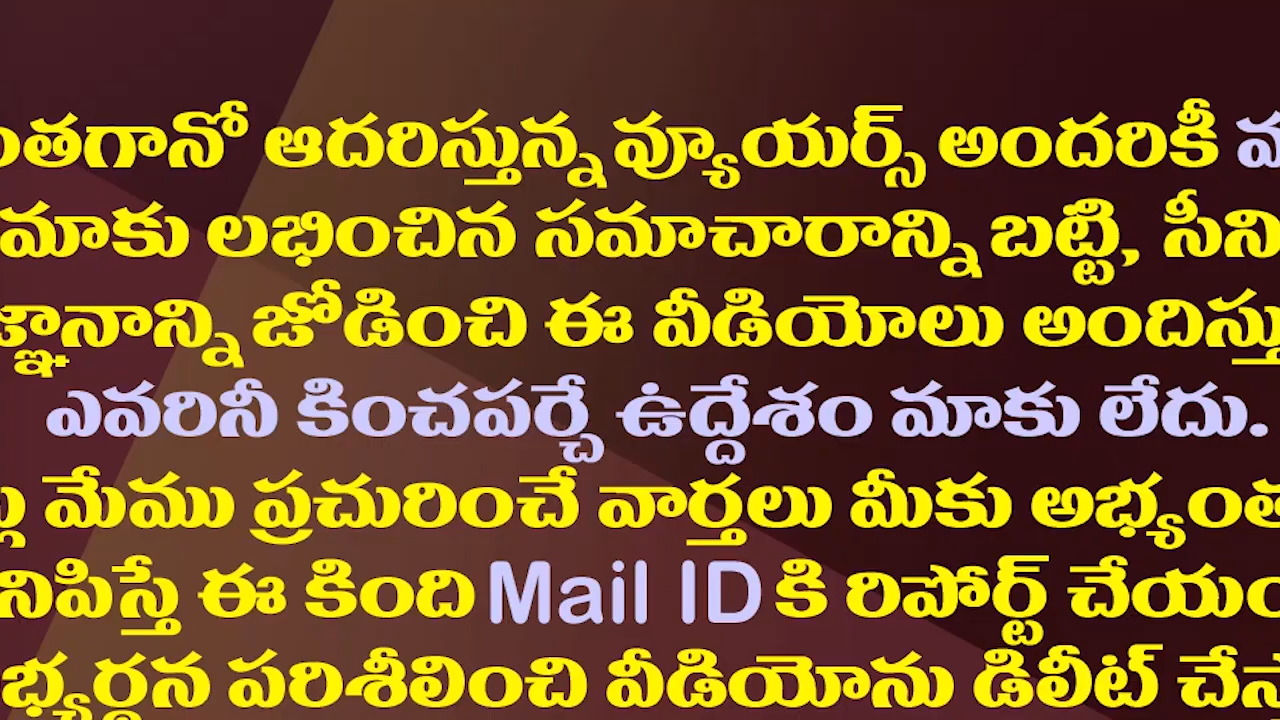 ంతగానో ఆదరిస్తున్న వ్యూయర్స్ అందరికీ
మాకు లభించిన సమాచారాన్ని బట్టి, సీని
జ్ఞానాన్ని జోడించి ఈ వీడియోలు అందిస్తు
ఎవరినీ కించపర్చే ఉద్దేశం మాకు లేదు.
మేము ప్రచురించే వార్తలు మీకు అభ్యంత
నిపిస్తే ఈ కింది Mail ID కి రిపోర్ట్ చేయం
భ్యర్ధన పరిశీలించి వీడియోను డిలీట్ చేస